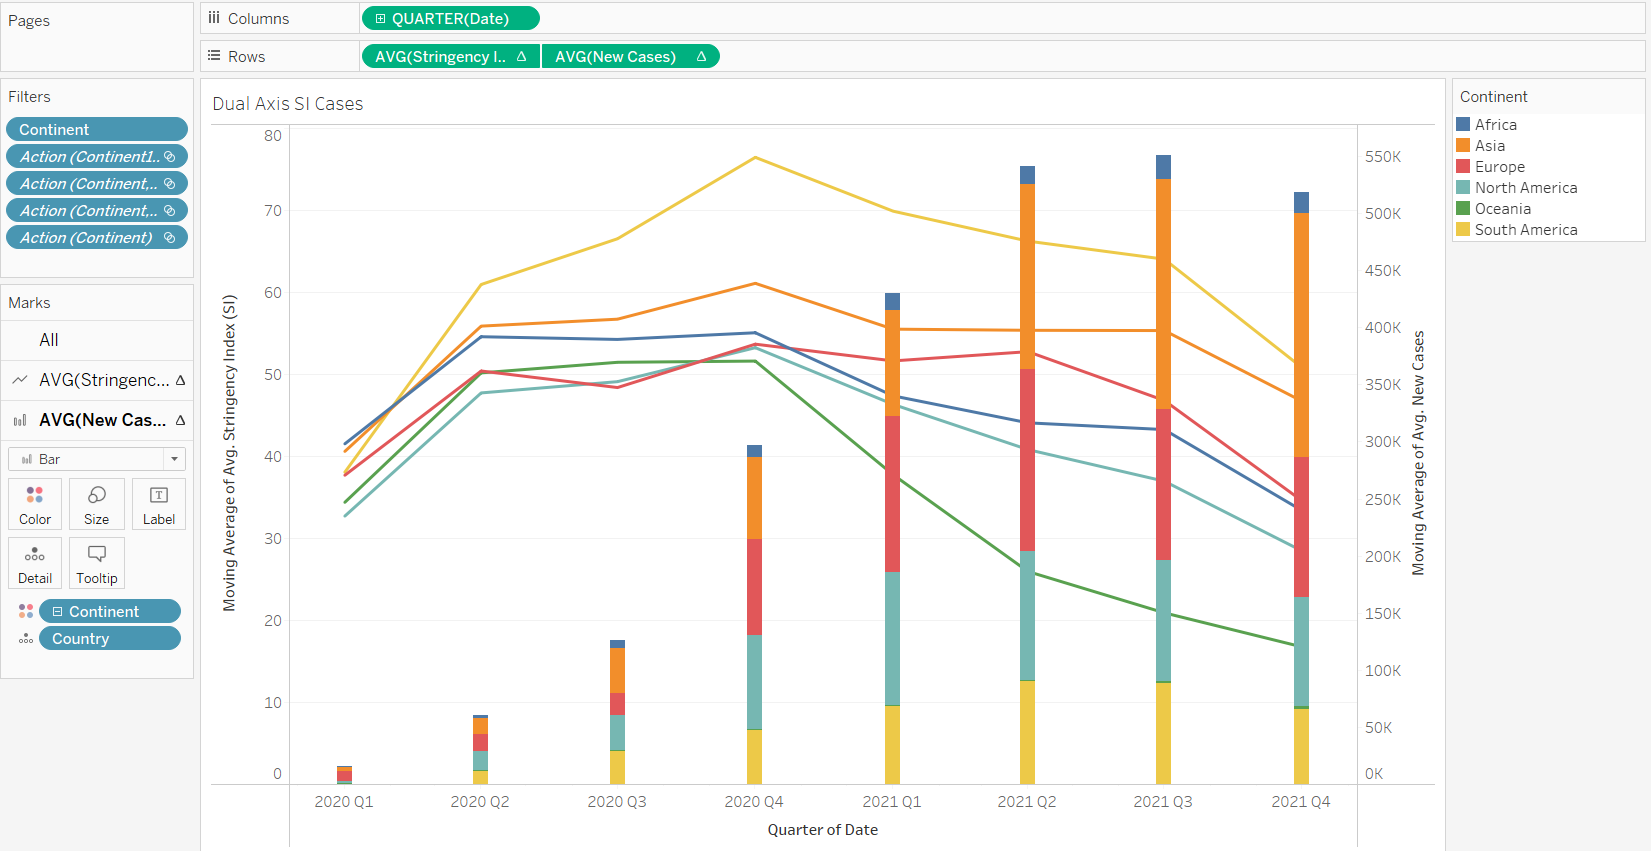 Pages
Columns
QUARTER(Date)
Rows
AVG(Stringency I.. Δ
AVG(New Cases) Δ
Filters
Continent
Action (Continent1..
Action (Continent,..
Action (Continent,..
Action (Continent)
Marks
All
AVG(Stringenc... Δ
AVG(New Cas... Δ
Bar
Color
Size
T
Label
Detail
Tooltip
Continent
Country
Dual Axis SI Cases
Moving Average of Avg. Stringency Index (SI)
80
70
60
50
40
30
20
10
0
550K
500K
450K
400K
350K
300K
250K
200K
150K
100K
50K
0K
Moving Average of Avg. New Cases
2020 Q1
2020 Q2
2020 Q3
2020 Q4
2021 Q1
2021 Q2
2021 Q3
2021 Q4
Quarter of Date
Continent
Africa
Asia
Europe
North America
Oceania
South America